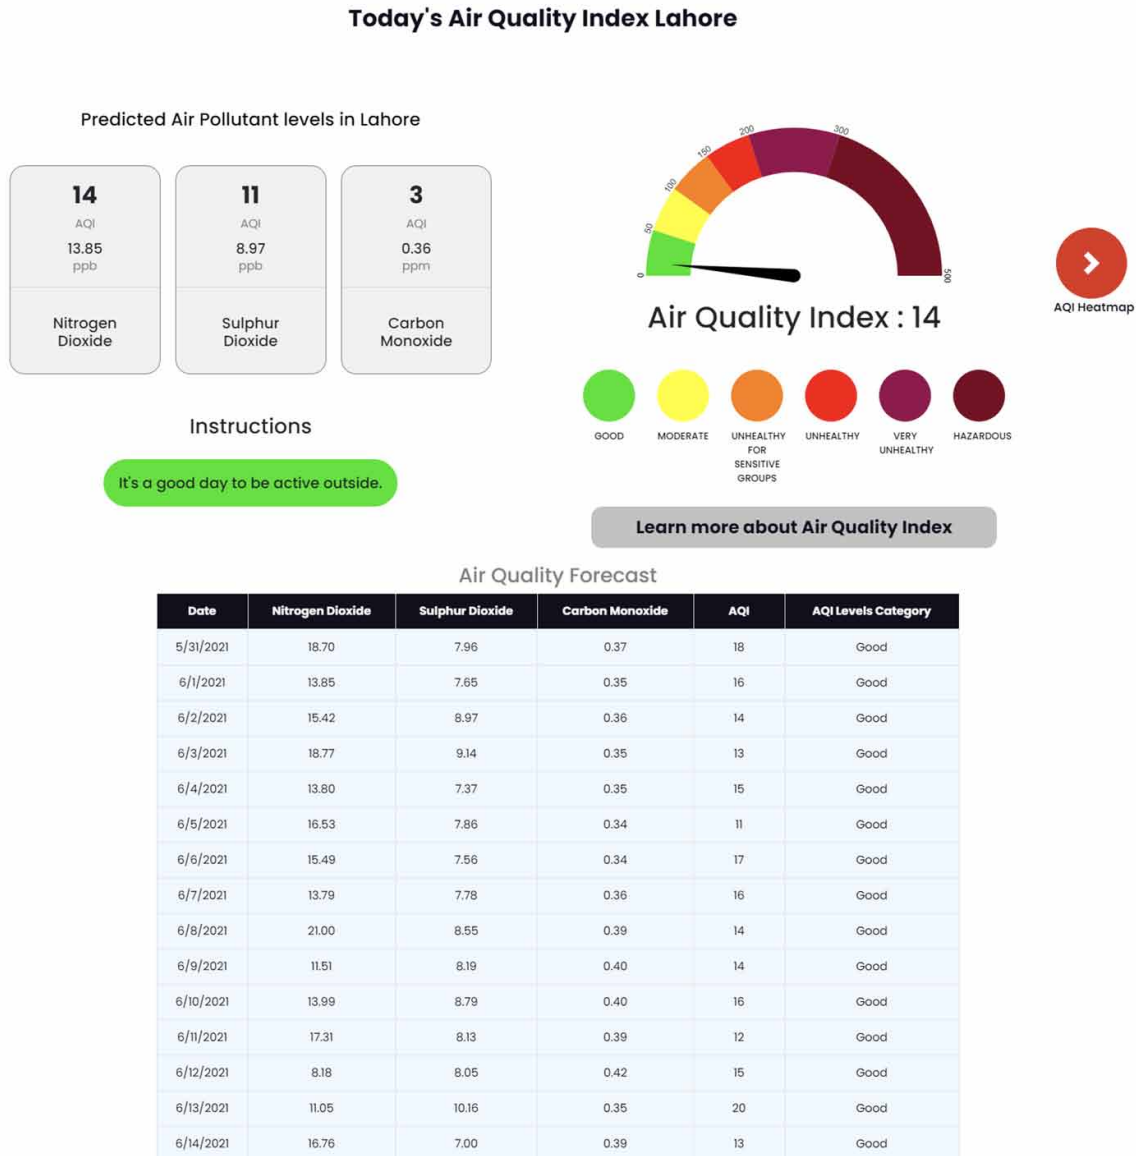 Today's Air Quality Index Lahore
Predicted Air Pollutant levels in Lahore
14
AQI
13.85
ppb
Nitrogen
Dioxide
11
AQI
8.97
ppb
Sulphur
Dioxide
3
AQI
0.36
ppm
Carbon
Monoxide
Instructions
It's a good day to be active outside.
0
50
100
150
200
300
500
Air Quality Index : 14
AQI Heatmap
GOOD
MODERATE
UNHEALTHY
FOR
SENSITIVE
GROUPS
UNHEALTHY
VERY
UNHEALTHY
HAZARDOUS
Learn more about Air Quality Index
Air Quality Forecast
Date Nitrogen Dioxide Sulphur Dioxide Carbon Monoxide AQI AQI Levels Category
5/31/2021 18.70 7.96 0.37 18 Good
6/1/2021 13.85 7.65 0.35 16 Good
6/2/2021 15.42 8.97 0.36 14 Good
6/3/2021 18.77 9.14 0.35 13 Good
6/4/2021 13.80 7.37 0.35 15 Good
6/5/2021 16.53 7.86 0.34 11 Good
6/6/2021 15.49 7.56 0.34 17 Good
6/7/2021 13.79 7.78 0.36 16 Good
6/8/2021 21.00 8.55 0.39 14 Good
6/9/2021 11.51 8.19 0.40 14 Good
6/10/2021 13.99 8.79 0.40 16 Good
6/11/2021 17.31 8.13 0.39 12 Good
6/12/2021 8.18 8.05 0.42 15 Good
6/13/2021 11.05 10.16 0.35 20 Good
6/14/2021 16.76 7.00 0.39 13 Good